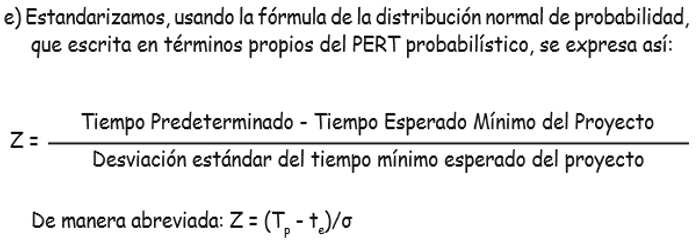 e) Estandarizamos, usando la fórmula de la distribución normal de probabilidad,
que escrita en términos propios del PERT probabilístico, se expresa así:
Z = Tiempo Predeterminado - Tiempo Esperado Mínimo del Proyecto
Desviación estándar del tiempo mínimo esperado del proyecto
De manera abreviada: Z = (Tp - te)/σ